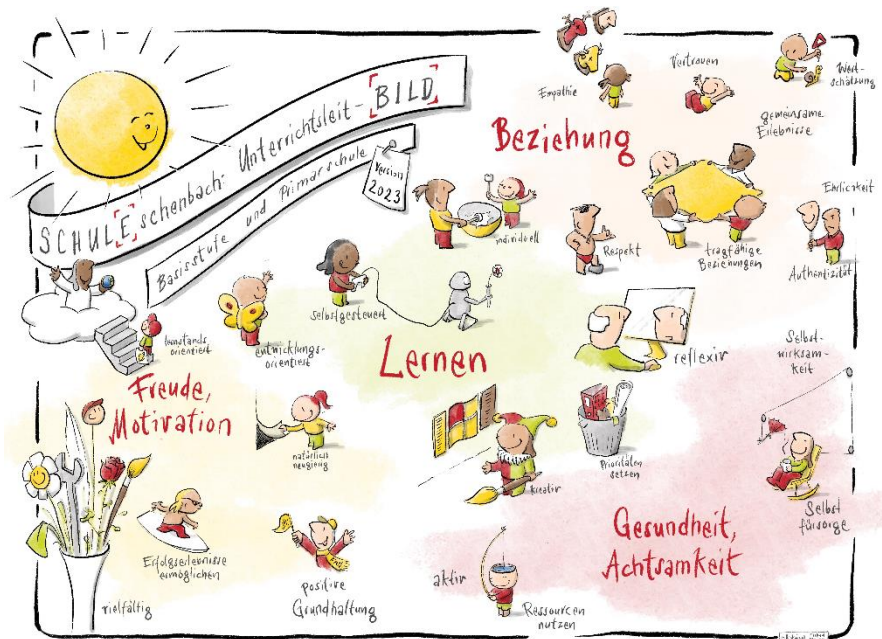 SCHUL[E]schenbach: Unterrichtsleit-[BILD]
Basisstufe und Primarschule
Version
2023
Empathie
Vertrauen
Wert-
schätzung
gemeinsame
Erlebnisse
Beziehung
individuell
Respekt
tragfähige
Beziehungen
Ehrlichkeit
Authentizität
lernstands
orientiert
entwicklungs-
orientiert
selbstgesteuert
Lernen
reflexiv
Selbst-
wirksam-
keit
Freude,
Motivation
natürlich
neugierig
kreativ
Prioritäten
setzen
Selbst
fürsorge
Gesundheit,
Achtsamkeit
vielfältig
Erfolgserlebnisse
ermöglichen
positive
Grundhaltung
aktiv
Ressourcen
nutzen